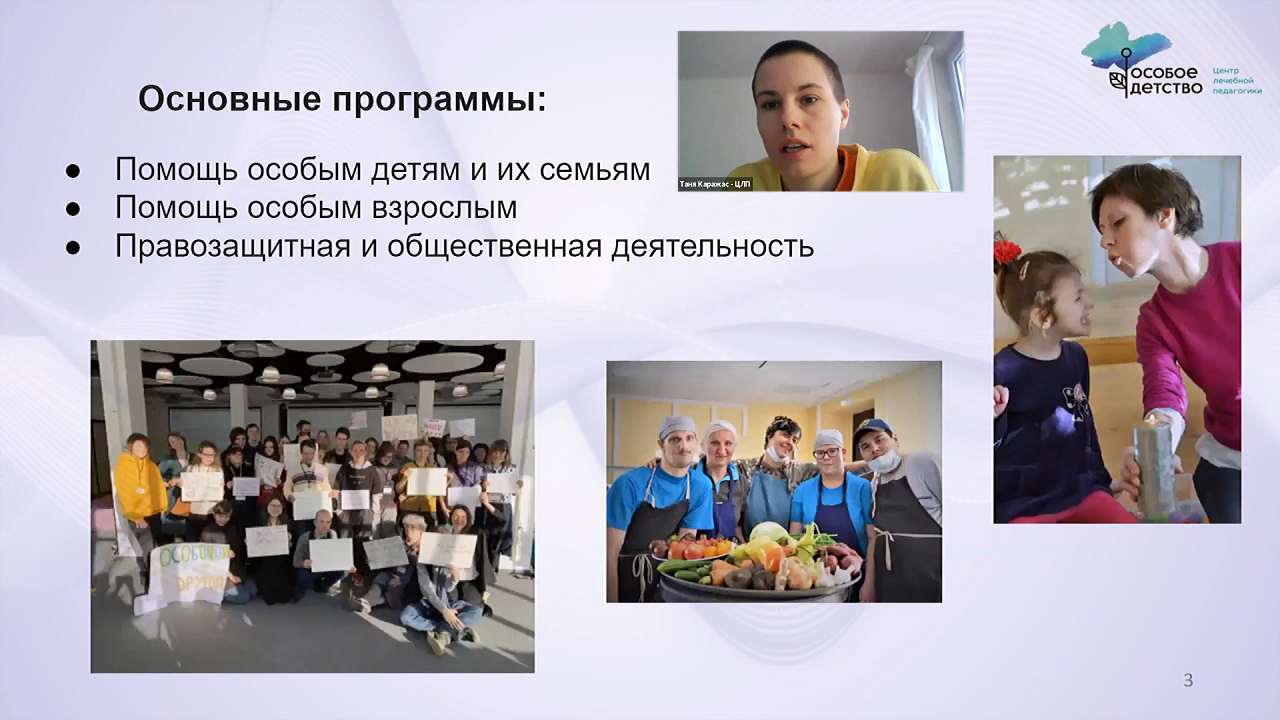 Основные программы:
● Помощь особым детям и их семьям
● Помощь особым взрослым
● Правозащитная и общественная деятельность
Таня Каражас - ЦЛП
особое
детство
Центр
лечебной
педагогики
3